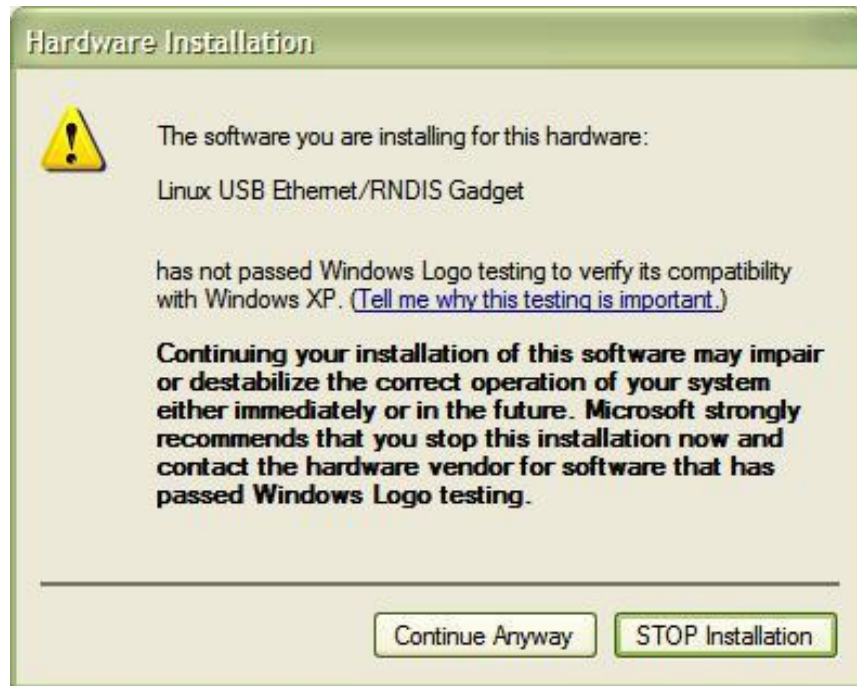 Hardware Installation
The software you are installing for this hardware:
Linux USB Ethernet/RNDIS Gadget
has not passed Windows Logo testing to verify its compatibility
with Windows XP. (Tell me why this testing is important.)
Continuing your installation of this software may impair
or destabilize the correct operation of your system
either immediately or in the future. Microsoft strongly
recommends that you stop this installation now and
contact the hardware vendor for software that has
passed Windows Logo testing.
Continue Anyway
STOP Installation